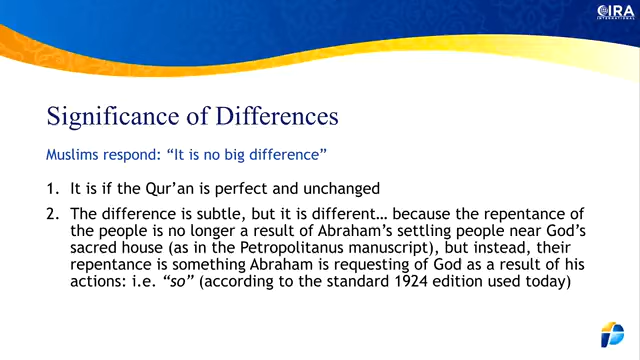 CIRA
INTERNATIONAL
Significance of Differences
Muslims respond: “It is no big difference”
1. It is if the Qur’an is perfect and unchanged
2. The difference is subtle, but it is different… because the repentance of
the people is no longer a result of Abraham’s settling people near God’s
sacred house (as in the Petropolitanus manuscript), but instead, their
repentance is something Abraham is requesting of God as a result of his
actions: i.e. “so” (according to the standard 1924 edition used today)